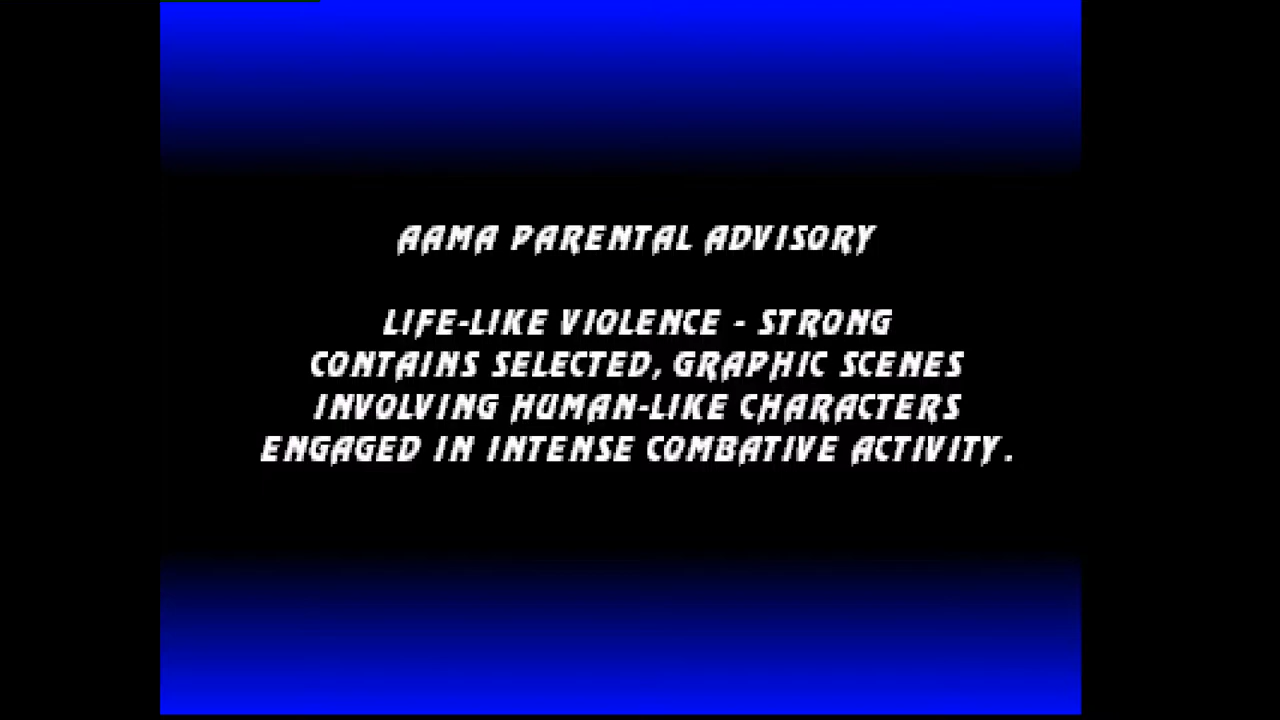 AAMA PARENTAL ADVISORY
LIFE-LIKE VIOLENCE - STRONG
CONTAINS SELECTED, GRAPHIC SCENES
INVOLVING HUMAN-LIKE CHARACTERS
ENGAGED IN INTENSE COMBATIVE ACTIVITY.